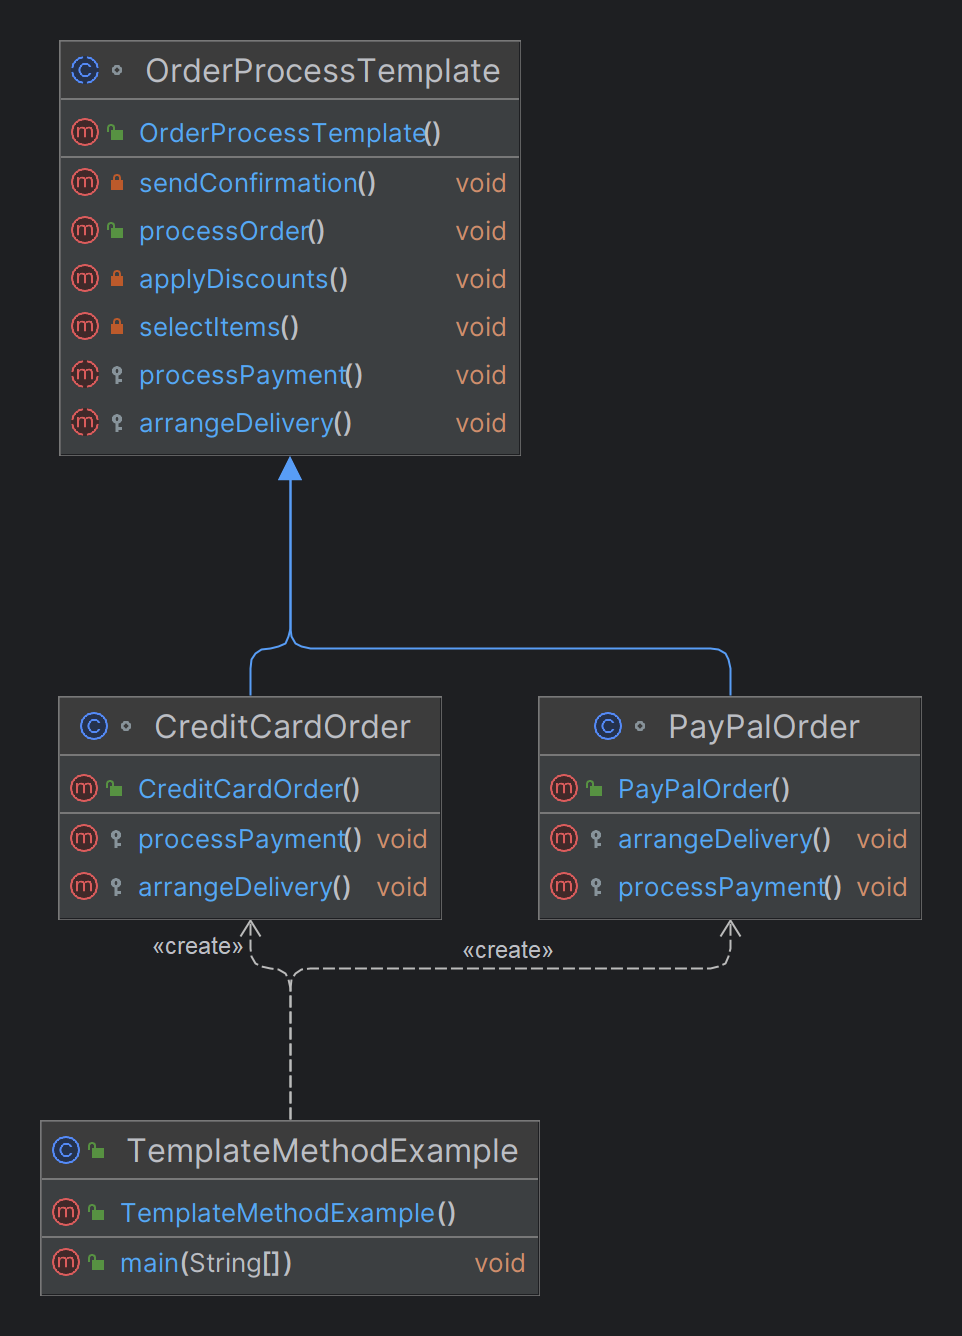 OrderProcessTemplate
OrderProcessTemplate()
sendConfirmation() void
processOrder() void
applyDiscounts() void
selectItems() void
processPayment() void
arrangeDelivery() void
CreditCardOrder
CreditCardOrder()
processPayment() void
arrangeDelivery() void
PayPalOrder
PayPalOrder()
arrangeDelivery() void
processPayment() void
«create»
«create»
TemplateMethodExample
TemplateMethodExample()
main(String[]) void